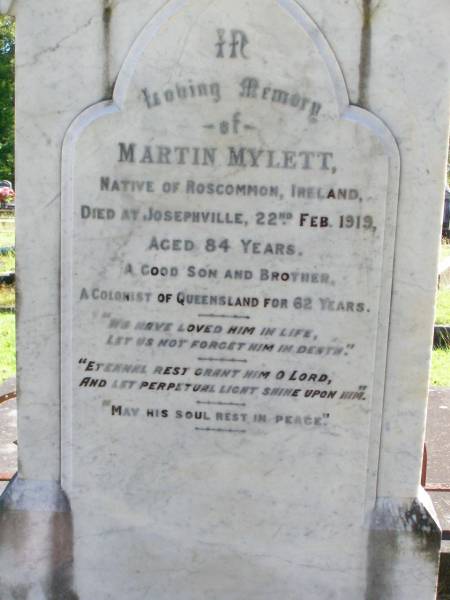 IN
Loving Memory
-of-
MARTIN MYLETT,
NATIVE OF ROSCOMMON, IRELAND,
DIED AT JOSEPHVILLE, 22ND FEB. 1919,
AGED 84 YEARS.
A GOOD SON AND BROTHER,
A COLONIST OF QUEENSLAND FOR 62 YEARS.
"WE HAVE LOVED HIM IN LIFE,
LET US NOT FORGET HIM IN DEATH."
"ETERNAL REST GRANT HIM O LORD,
AND LET PERPETUAL LIGHT SHINE UPON HIM."
"MAY HIS SOUL REST IN PEACE."